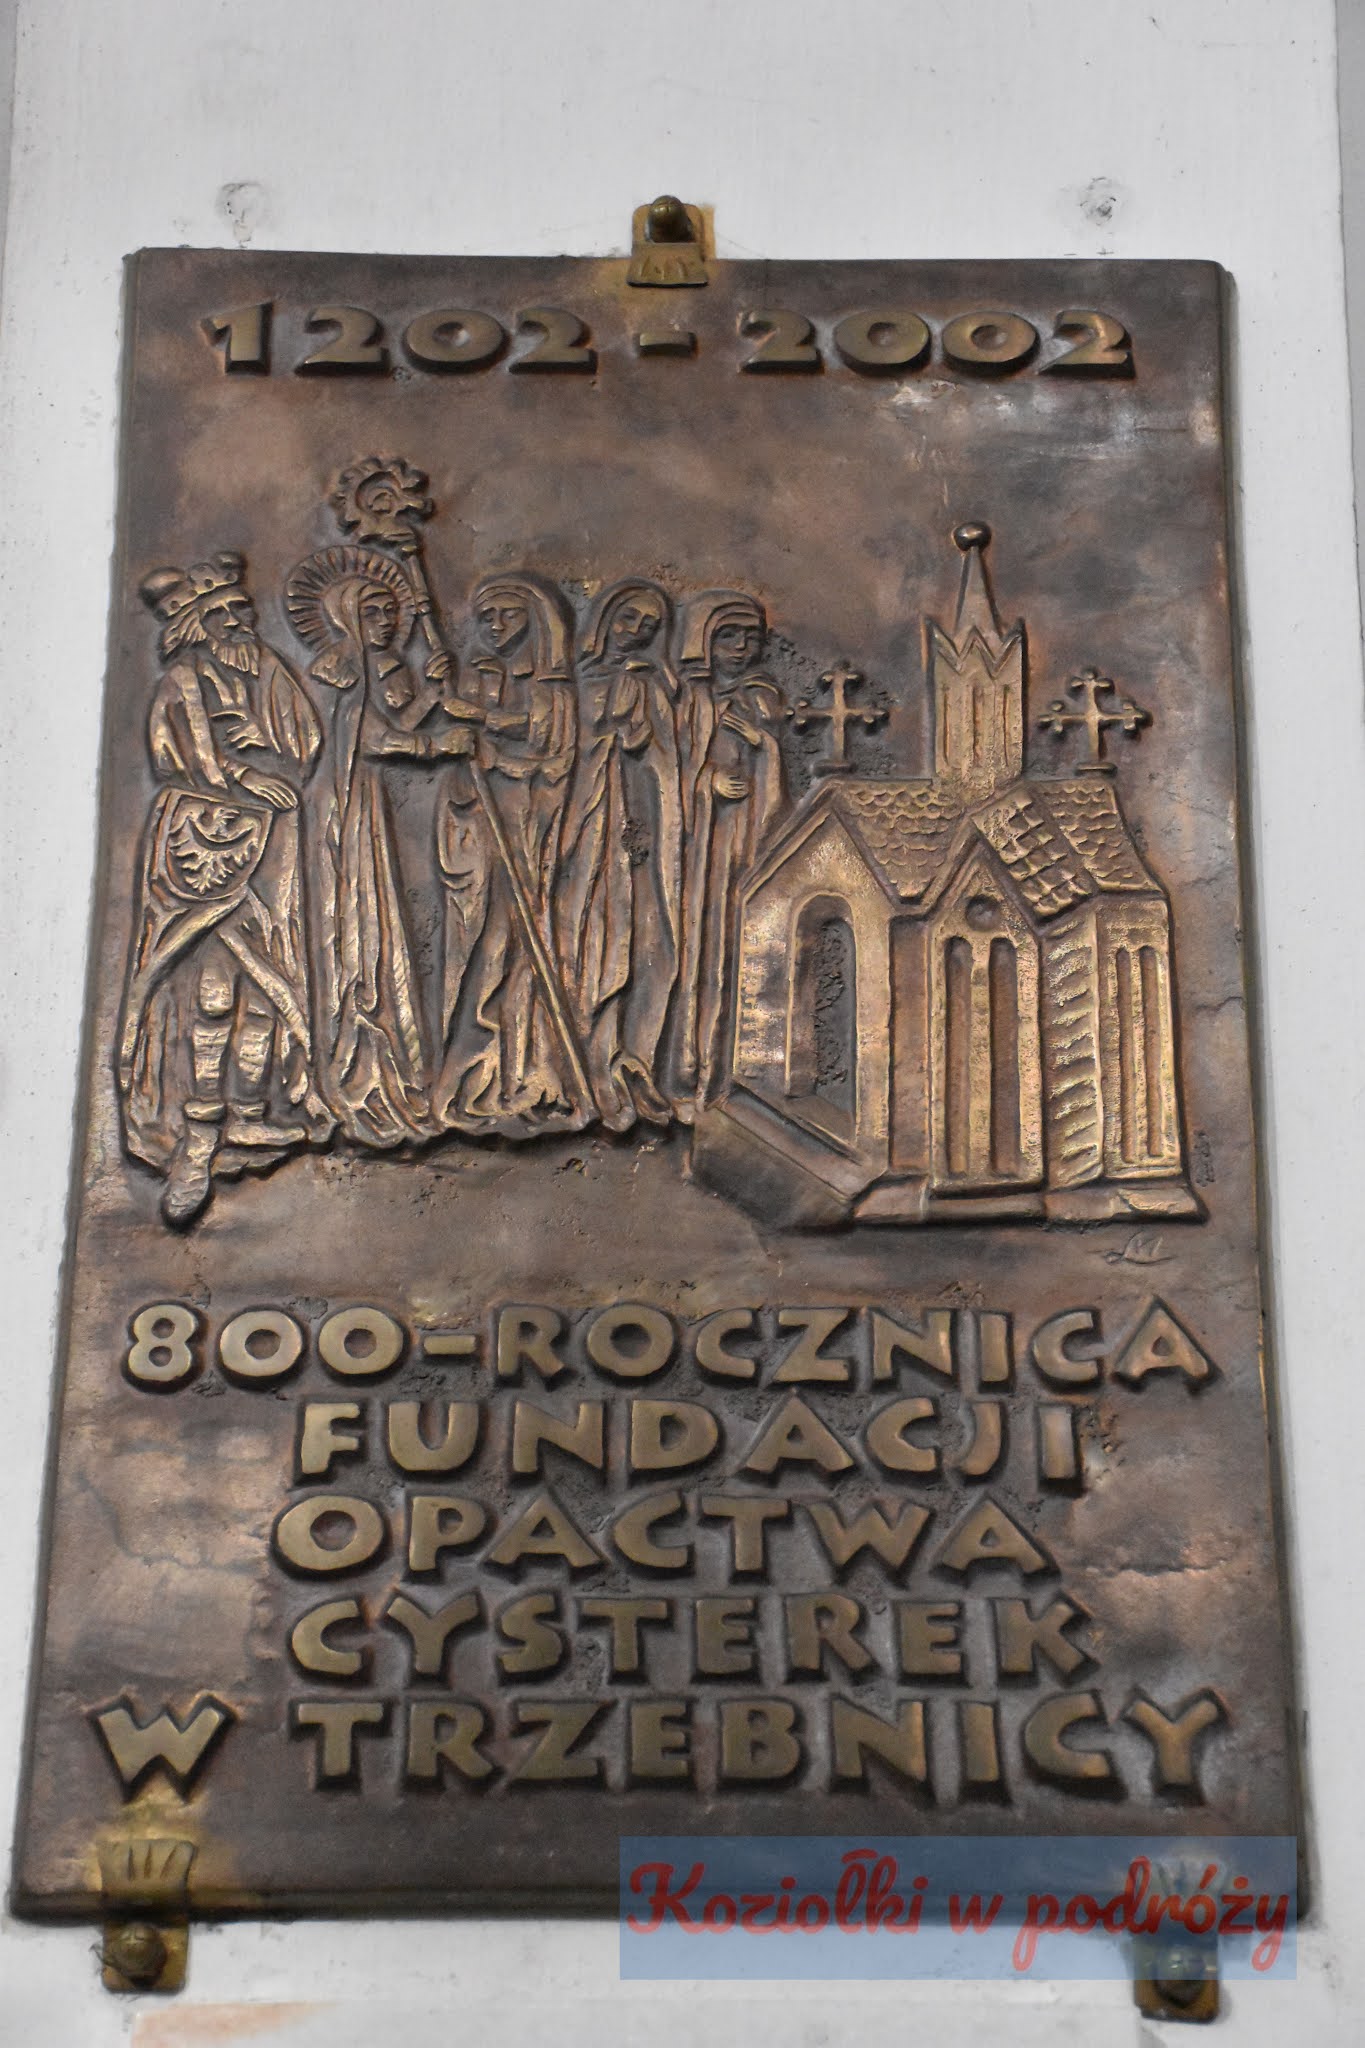 1202 - 2002
800-ROCZNICA
FUNDACJI
OPACTWA
CYSTEREK
W TRZEBNICY
Koziołki w podróży